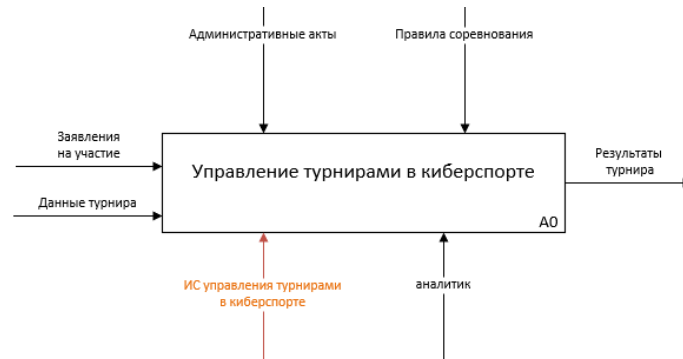 Административные акты
Правила соревнования
Заявления
на участие
Управление турнирами в киберспорте
Результаты
турнира
Данные турнира
A0
ИС управления турнирами
в киберспорте
аналитик